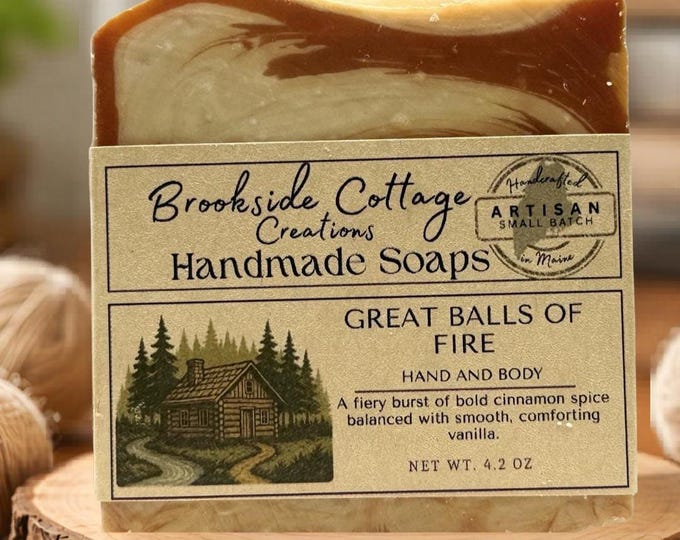 Brookside Cottage
Creations
Handmade Soaps
Handcrafted
ARTISAN
SMALL BATCH
in Maine
GREAT BALLS OF
FIRE
HAND AND BODY
A fiery burst of bold cinnamon spice
balanced with smooth, comforting
vanilla.
NET WT. 4.2 OZ